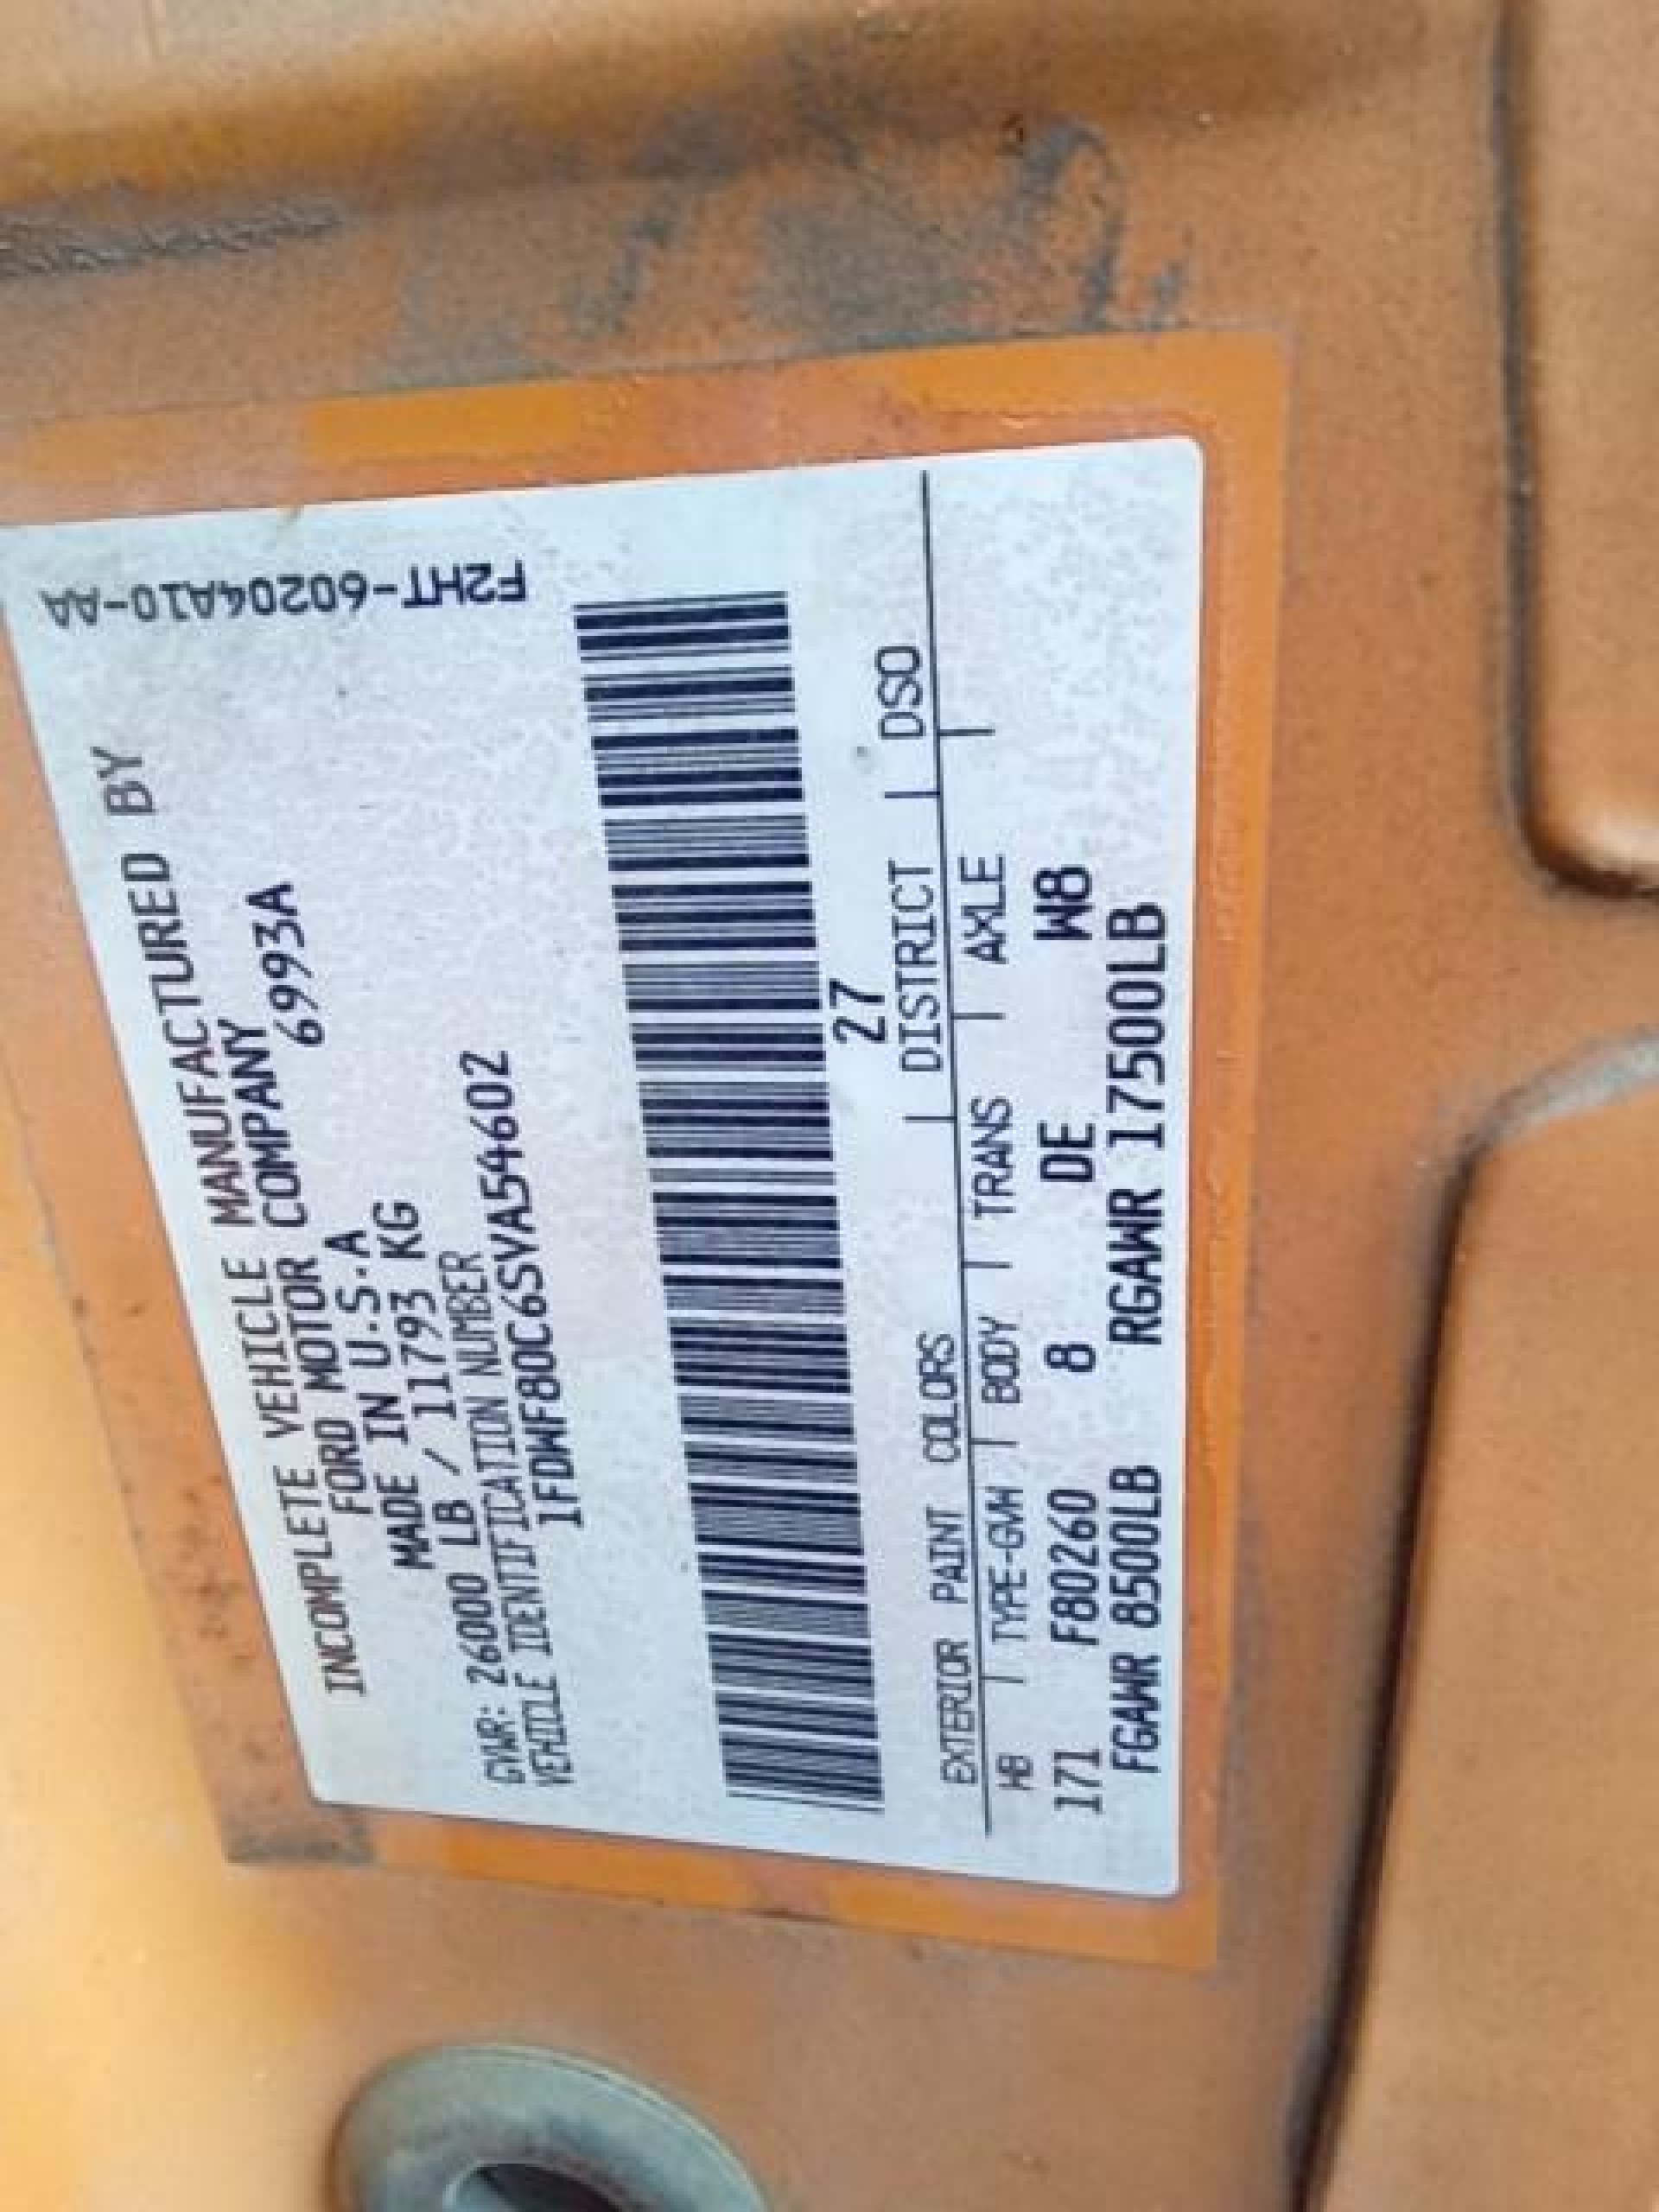 INCOMPLETE VEHICLE MANUFACTURED BY
FORD MOTOR COMPANY
MADE IN U.S.A 6993A
GVWR: 26000 LB / 11793 KG
VEHICLE IDENTIFICATION NUMBER
1FDWF80C6SVA54602
F2HT-60204A10-AA
27
EXTERIOR PAINT COLORS | DISTRICT | DSO
WB | TYPE-GVW | BODY | TRANS | AXLE |
171 F80260 8 DE W8
FGAWR 8500LB RGAWR 17500LB